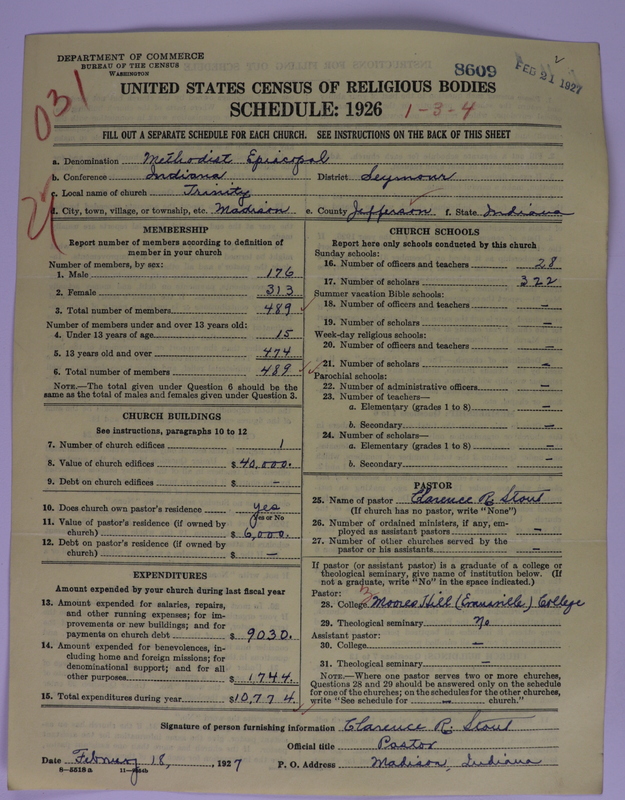 DEPARTMENT OF COMMERCE
BUREAU OF THE CENSUS
WASHINGTON
8609
FEB 21 1927
031
UNITED STATES CENSUS OF RELIGIOUS BODIES
SCHEDULE: 1926 1-3-4
FILL OUT A SEPARATE SCHEDULE FOR EACH CHURCH. SEE INSTRUCTIONS ON THE BACK OF THIS SHEET
a. Denomination Methodist Episcopal
b. Conference Indiana District Seymour
c. Local name of church Trinity
d. City, town, village, or township, etc. Madison e. County Jefferson f. State Indiana
MEMBERSHIP
Report number of members according to definition of
member in your church
Number of members, by sex:
1. Male 176
2. Female 313
3. Total number of members 489
Number of members under and over 13 years old:
4. Under 13 years of age 15
5. 13 years old and over 474
6. Total number of members 489
NOTE.—The total given under Question 6 should be the
same as the total of males and females given under Question 3.
CHURCH BUILDINGS
See instructions, paragraphs 10 to 12
7. Number of church edifices 1
8. Value of church edifices $40,000.
9. Debt on church edifices $ -
10. Does church own pastor's residence? yes
Yes or No
11. Value of pastor's residence (if owned by
church) $ 6,000.
12. Debt on pastor's residence (if owned by
church) $ -
EXPENDITURES
Amount expended by your church during last fiscal year
13. Amount expended for salaries, repairs,
and other running expenses; for im-
provements or new buildings; and for
payments on church debt $ 9030.
14. Amount expended for benevolences, in-
cluding home and foreign missions; for
denominational support; and for all
other purposes $ 1,744.
15. Total expenditures during year $10,774
CHURCH SCHOOLS
Report here only schools conducted by this church
Sunday schools:
16. Number of officers and teachers 28
17. Number of scholars 322
Summer vacation Bible schools:
18. Number of officers and teachers -
19. Number of scholars -
Week-day religious schools:
20. Number of officers and teachers -
21. Number of scholars -
Parochial schools:
22. Number of administrative officers -
23. Number of teachers—
a. Elementary (grades 1 to 8) -
b. Secondary -
24. Number of scholars—
a. Elementary (grades 1 to 8) -
b. Secondary -
PASTOR
25. Name of pastor Clarence R. Stout
(If church has no pastor, write "None")
26. Number of ordained ministers, if any, em-
ployed as assistant pastors -
27. Number of other churches served by the
pastor or his assistants -
If pastor (or assistant pastor) is a graduate of a college or
theological seminary, give name of institution below. (If
not a graduate, write "No" in the space indicated.)
Pastor:
28. College Moores Hill (Evansville) College
29. Theological seminary No
Assistant pastor:
30. College -
31. Theological seminary -
NOTE.—Where one pastor serves two or more churches,
Questions 28 and 29 should be answered only on the schedule
for one of the churches; on the schedules for the other churches,
write "See schedule for - church."
Signature of person furnishing information Clarence R. Stout
Official title Pastor
Date February 18, 1927 P. O. Address Madison, Indiana
8-5518 a